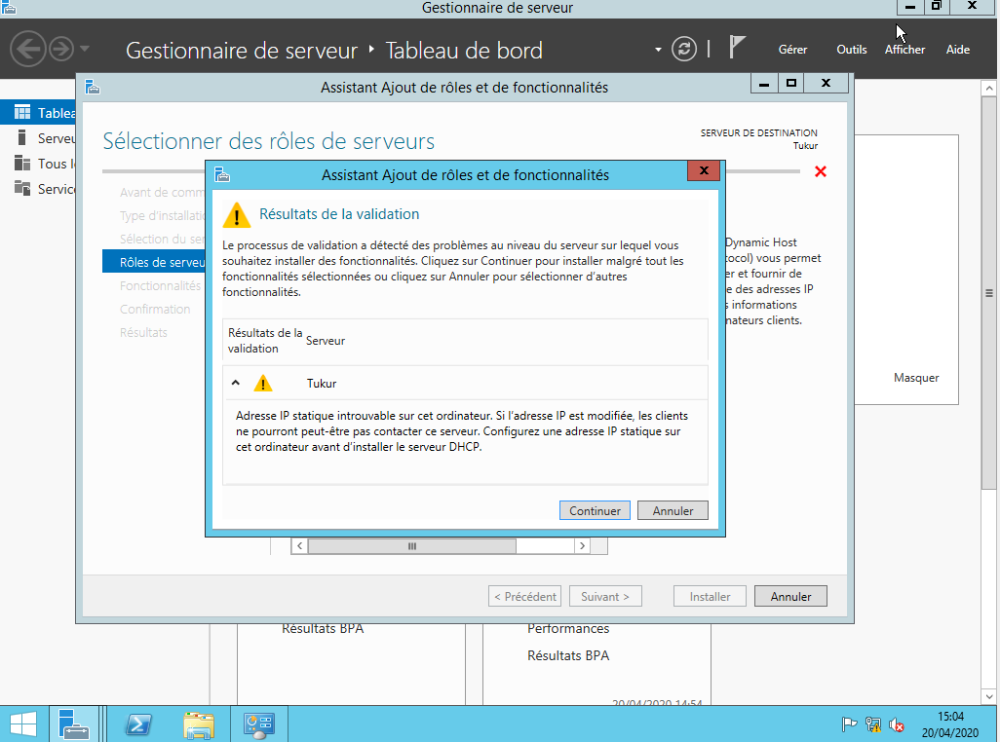 Gestionnaire de serveur
Gestionnaire de serveur ‣ Tableau de bord
Gérer Outils Afficher Aide
Assistant Ajout de rôles et de fonctionnalités
Sélectionner des rôles de serveurs
SERVEUR DE DESTINATION
Tukur
Tablea
Serveu
Tous l
Service
Avant de comm
Type d'installatio
Sélection du ser
Rôles de serveu
Fonctionnalités
Confirmation
Résultats
Assistant Ajout de rôles et de fonctionnalités
Résultats de la validation
Le processus de validation a détecté des problèmes au niveau du serveur sur lequel vous
souhaitez installer des fonctionnalités. Cliquez sur Continuer pour installer malgré tout les
fonctionnalités sélectionnées ou cliquez sur Annuler pour sélectionner d'autres
fonctionnalités.
Résultats de la
validation
Serveur
Tukur
Adresse IP statique introuvable sur cet ordinateur. Si l'adresse IP est modifiée, les clients
ne pourront peut-être pas contacter ce serveur. Configurez une adresse IP statique sur
cet ordinateur avant d'installer le serveur DHCP.
Continuer Annuler
Dynamic Host
tocol) vous permet
er et fournir de
e des adresses IP
s informations
nateurs clients.
Masquer
< Précédent Suivant > Installer Annuler
Résultats BPA
Performances
Résultats BPA
20/04/2020 14:54
15:04
20/04/2020